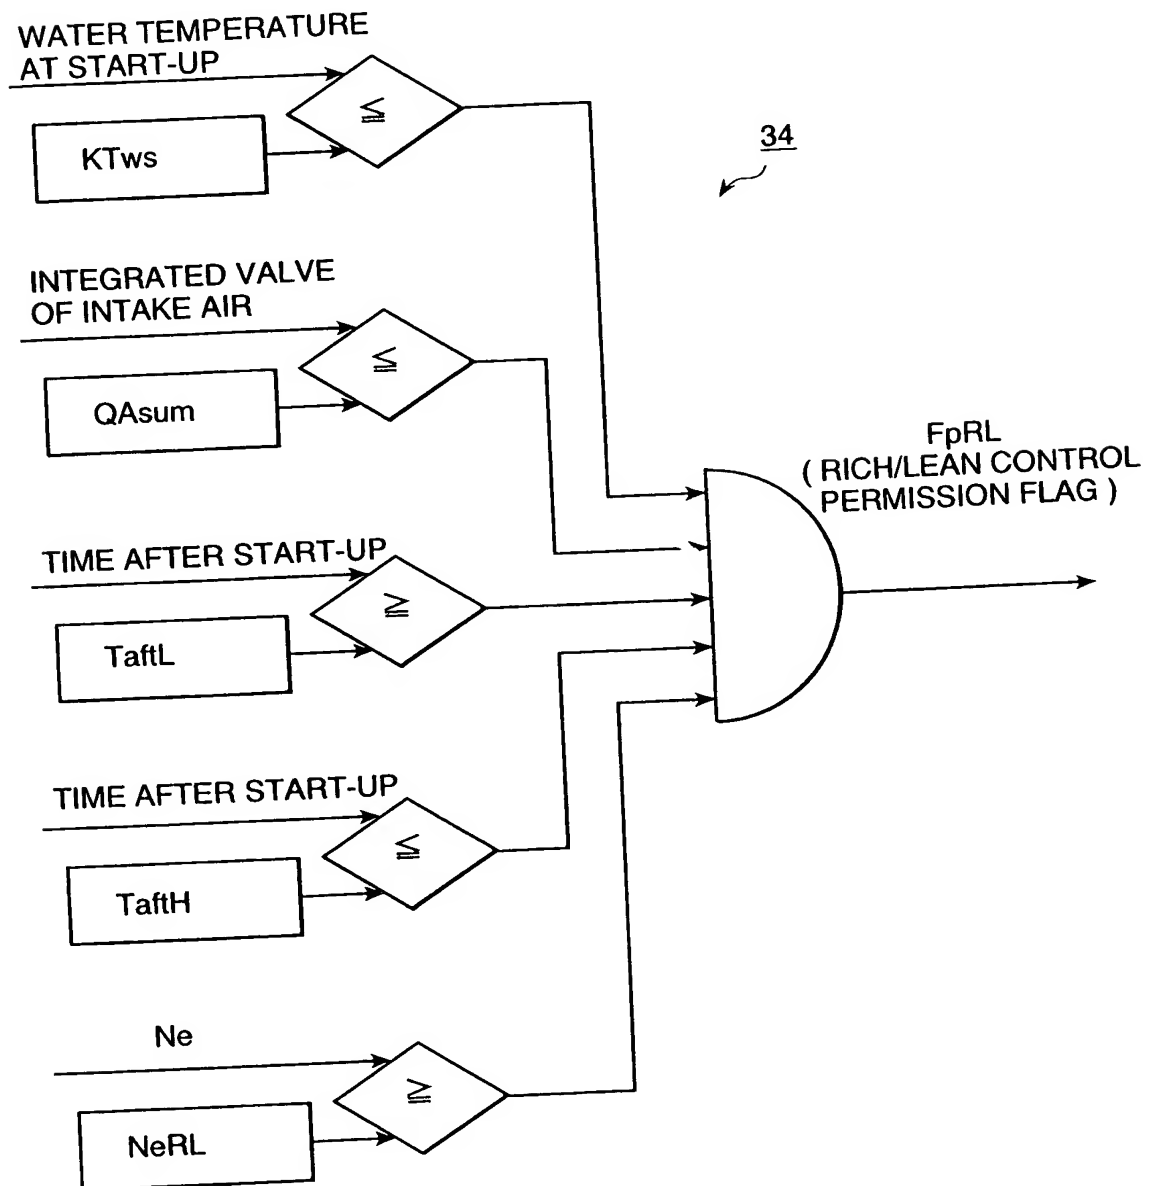 WATER TEMPERATURE
AT START-UP
≦
KTws
34
INTEGRATED VALVE
OF INTAKE AIR
≦
QAsum
FpRL
( RICH/LEAN CONTROL
PERMISSION FLAG )
TIME AFTER START-UP
≧
TaftL
TIME AFTER START-UP
≦
TaftH
Ne
≧
NeRL